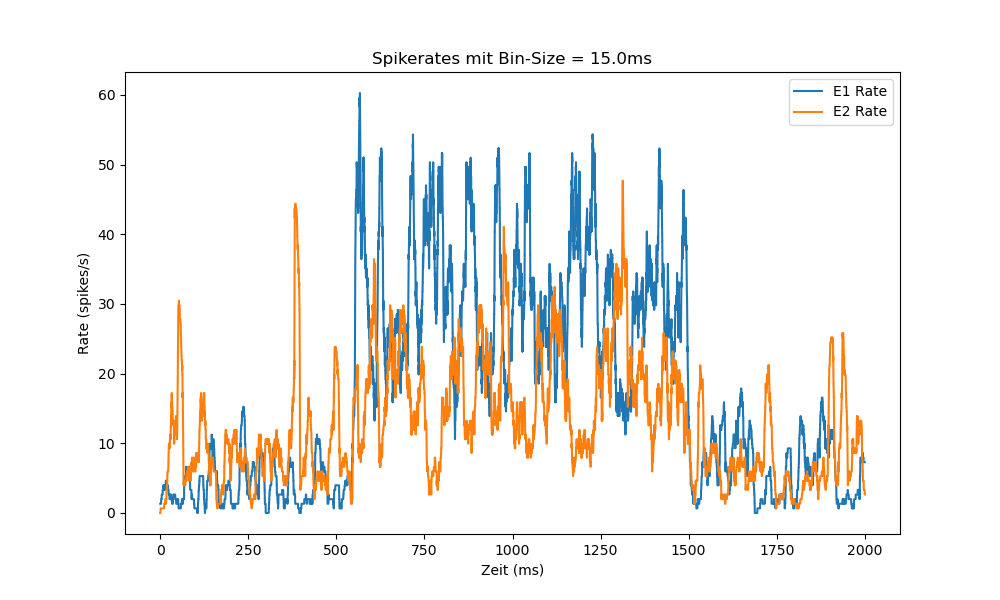 Spikerates mit Bin-Size = 15.0ms
E1 Rate
E2 Rate
60
50
40
30
20
10
0
Rate (spikes/s)
0 250 500 750 1000 1250 1500 1750 2000
Zeit (ms)